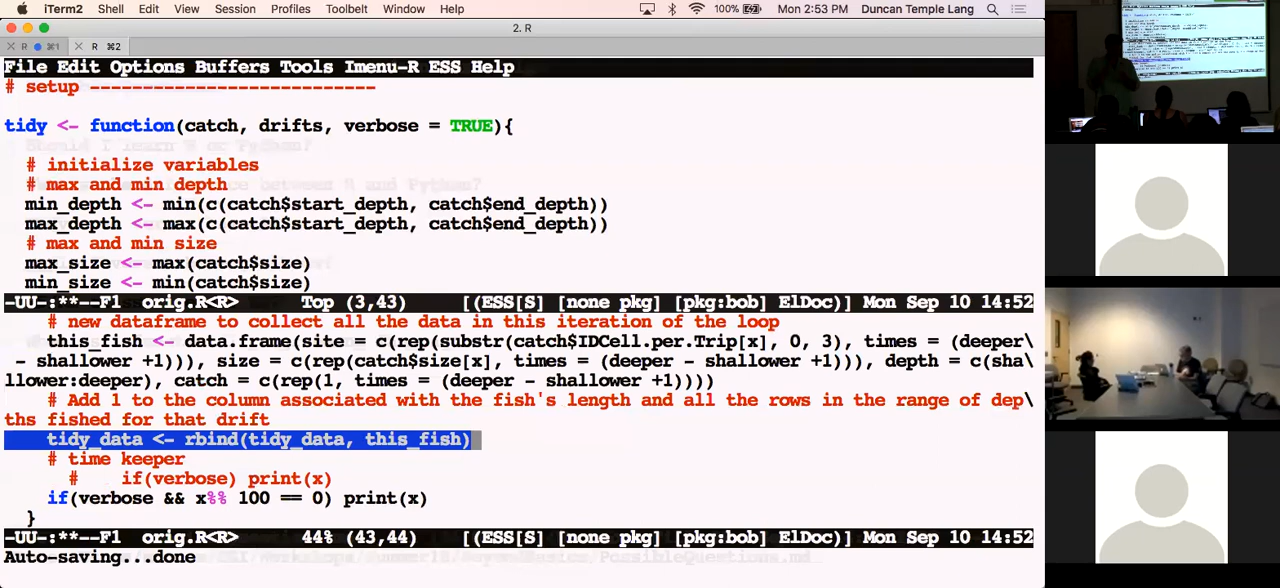 iTerm2 Shell Edit View Session Profiles Toolbelt Window Help 100% Mon 2:53 PM Duncan Temple Lang
2. R
R ⌘1 R ⌘2
File Edit Options Buffers Tools Imenu-R ESS Help
# setup ---------------------------
tidy <- function(catch, drifts, verbose = TRUE){
# initialize variables
# max and min depth
min_depth <- min(c(catch$start_depth, catch$end_depth))
max_depth <- max(c(catch$start_depth, catch$end_depth))
# max and min size
max_size <- max(catch$size)
min_size <- min(catch$size)
-UU-:**--F1 orig.R<R> Top (3,43) [(ESS[S] [none pkg] [pkg:bob] ElDoc)] Mon Sep 10 14:52
# new dataframe to collect all the data in this iteration of the loop
this_fish <- data.frame(site = c(rep(substr(catch$IDCell.per.Trip[x], 0, 3), times = (deeper\
- shallower +1))), size = c(rep(catch$size[x], times = (deeper - shallower +1))), depth = c(sha\
llower:deeper), catch = c(rep(1, times = (deeper - shallower +1))))
# Add 1 to the column associated with the fish's length and all the rows in the range of dep\
ths fished for that drift
tidy_data <- rbind(tidy_data, this_fish)
# time keeper
# if(verbose) print(x)
if(verbose && x%% 100 == 0) print(x)
}
-UU-:**--F1 orig.R<R> 44% (43,44) [(ESS[S] [none pkg] [pkg:bob] ElDoc)] Mon Sep 10 14:52
Auto-saving...done